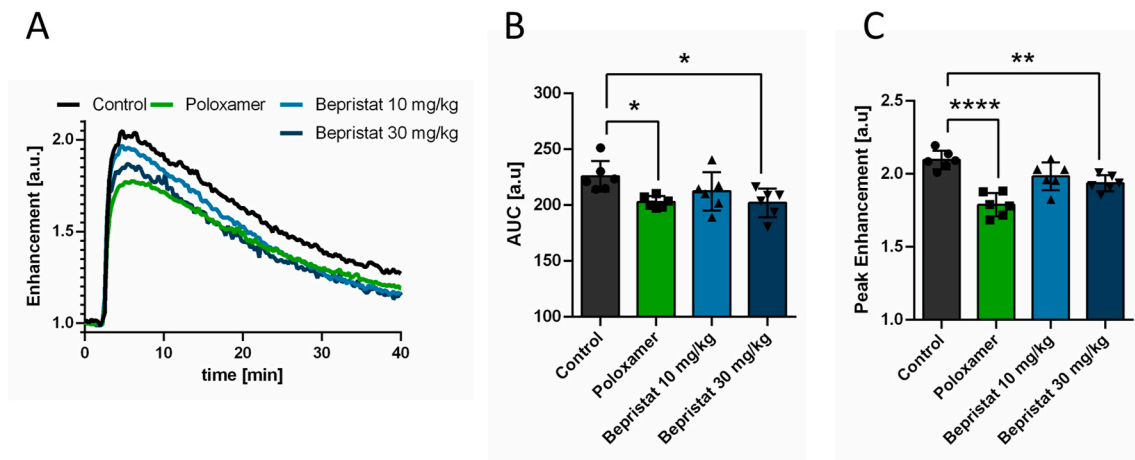 A
Control Poloxamer Bepristat 10 mg/kg
Bepristat 30 mg/kg
Enhancement [a.u.]
2.0
1.5
1.0
0 10 20 30 40
time [min]
B
*
*
AUC [a.u]
300
250
200
250
100
Control
Poloxamer
Bepristat 10 mg/kg
Bepristat 30 mg/kg
C
**
****
Peak Enhancement [a.u]
2.5
2.0
1.5
1.0
Control
Poloxamer
Bepristat 10 mg/kg
Bepristat 30 mg/kg